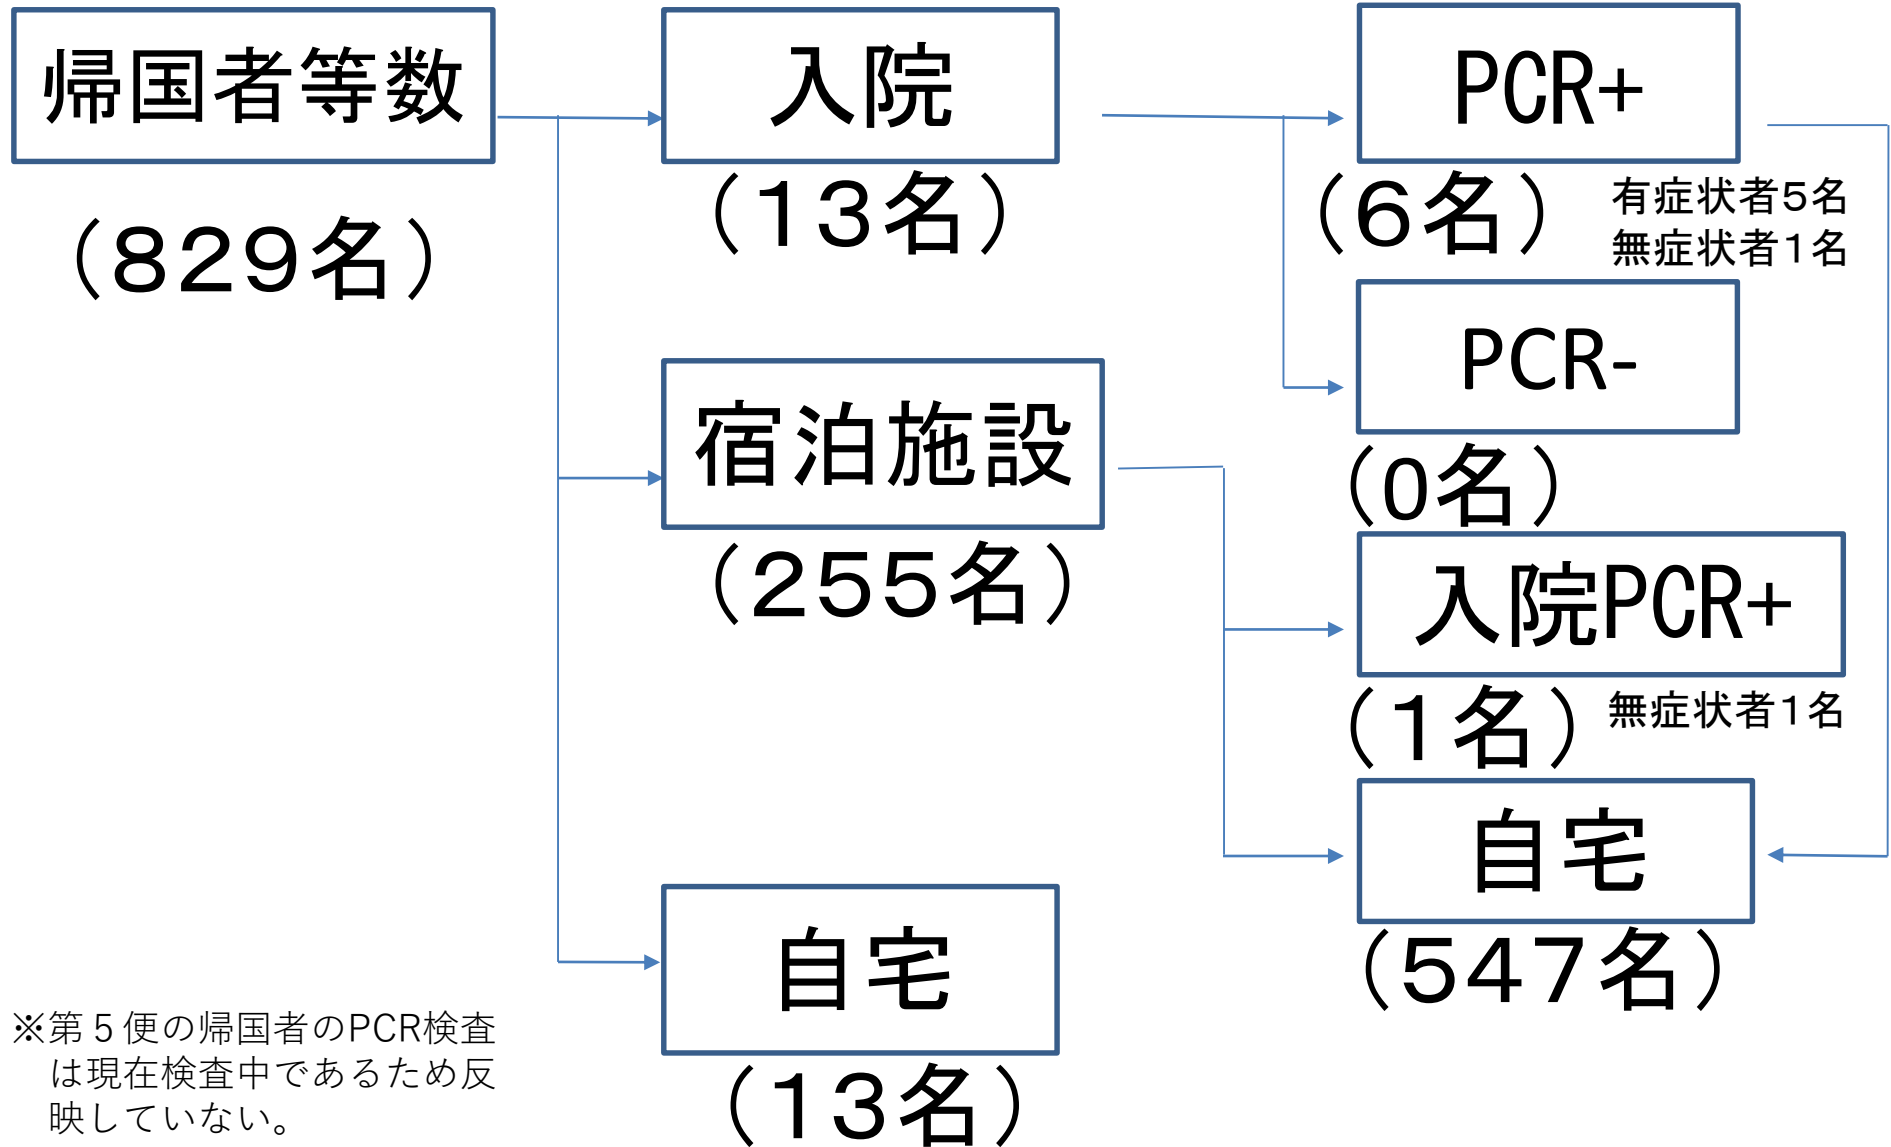 帰国者等数
（８２９名）
入院
（１３名）
PCR+
（６名）
有症状者５名
無症状者１名
PCR-
（０名）
宿泊施設
（２５５名）
入院PCR+
（１名）
無症状者１名
自宅
（５４７名）
自宅
（１３名）
※第５便の帰国者のPCR検査
は現在検査中であるため反
映していない。